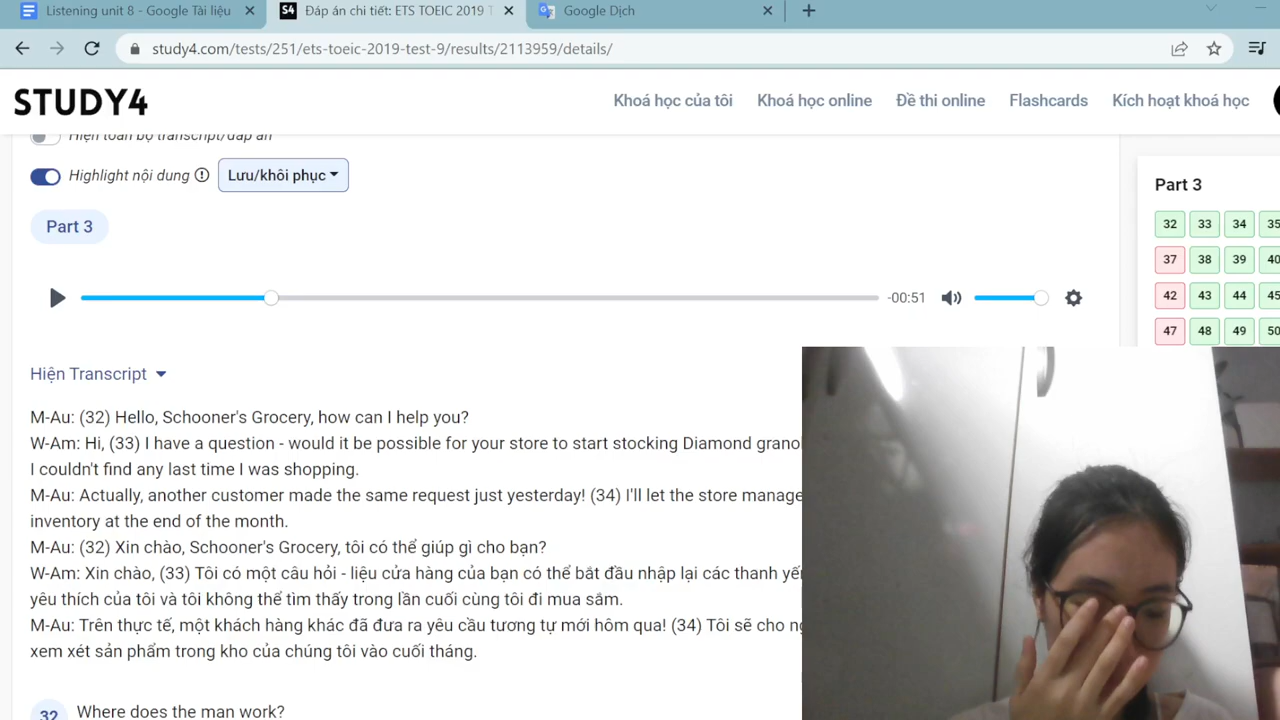 Listening unit 8 - Google Tài liệu
Đáp án chi tiết: ETS TOEIC 2019
Google Dịch
study4.com/tests/251/ets-toeic-2019-test-9/results/2113959/details/
STUDY4
Khoá học của tôi
Khoá học online
Đề thi online
Flashcards
Kích hoạt khoá học
Hiện toàn bộ transcript/đáp án
Highlight nội dung
Lưu/khôi phục
Part 3
-00:51
Hiện Transcript
M-Au: (32) Hello, Schooner's Grocery, how can I help you?
W-Am: Hi, (33) I have a question - would it be possible for your store to start stocking Diamond
I couldn't find any last time I was shopping.
M-Au: Actually, another customer made the same request just yesterday! (34) I'll let the store
inventory at the end of the month.
M-Au: (32) Xin chào, Schooner's Grocery, tôi có thể giúp gì cho bạn?
W-Am: Xin chào, (33) Tôi có một câu hỏi - liệu cửa hàng của bạn có thể bắt đầu nhập lại các thanh
yêu thích của tôi và tôi không thể tìm thấy trong lần cuối cùng tôi đi mua sắm.
M-Au: Trên thực tế, một khách hàng khác đã đưa ra yêu cầu tương tự mới hôm qua! (34) Tôi sẽ cho
xem xét sản phẩm trong kho của chúng tôi vào cuối tháng.
32 Where does the man work?
Part 3
32 33 34 35
37 38 39 40
42 43 44 45
47 48 49 50